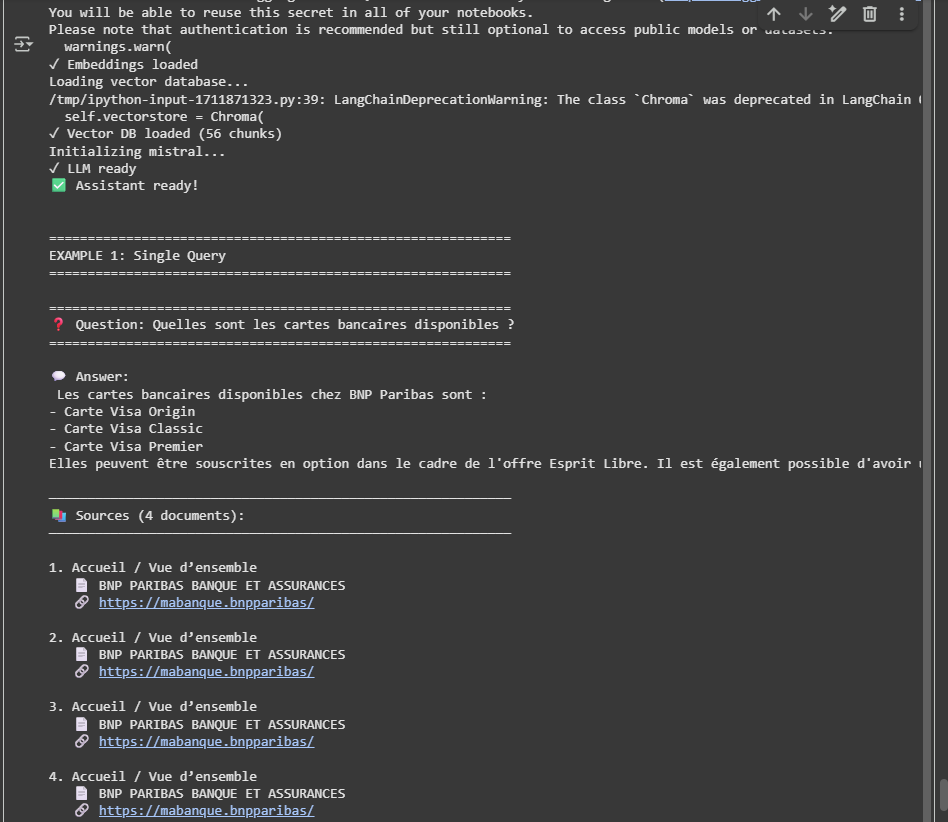 You will be able to reuse this secret in all of your notebooks.
Please note that authentication is recommended but still optional to access public models or datasets.
warnings.warn(
✓ Embeddings loaded
Loading vector database...
/tmp/ipython-input-1711871323.py:39: LangChainDeprecationWarning: The class `Chroma` was deprecated in LangChain
self.vectorstore = Chroma(
✓ Vector DB loaded (56 chunks)
Initializing mistral...
✓ LLM ready
✅ Assistant ready!
============================================================
EXAMPLE 1: Single Query
============================================================
============================================================
❓ Question: Quelles sont les cartes bancaires disponibles ?
============================================================
💬 Answer:
Les cartes bancaires disponibles chez BNP Paribas sont :
- Carte Visa Origin
- Carte Visa Classic
- Carte Visa Premier
Elles peuvent être souscrites en option dans le cadre de l'offre Esprit Libre. Il est également possible d'avoir
────────────────────────────────────────────────────────────
📚 Sources (4 documents):
────────────────────────────────────────────────────────────
1. Accueil / Vue d’ensemble
📄 BNP PARIBAS BANQUE ET ASSURANCES
🔗 https://mabanque.bnpparibas/
2. Accueil / Vue d’ensemble
📄 BNP PARIBAS BANQUE ET ASSURANCES
🔗 https://mabanque.bnpparibas/
3. Accueil / Vue d’ensemble
📄 BNP PARIBAS BANQUE ET ASSURANCES
🔗 https://mabanque.bnpparibas/
4. Accueil / Vue d’ensemble
📄 BNP PARIBAS BANQUE ET ASSURANCES
🔗 https://mabanque.bnpparibas/